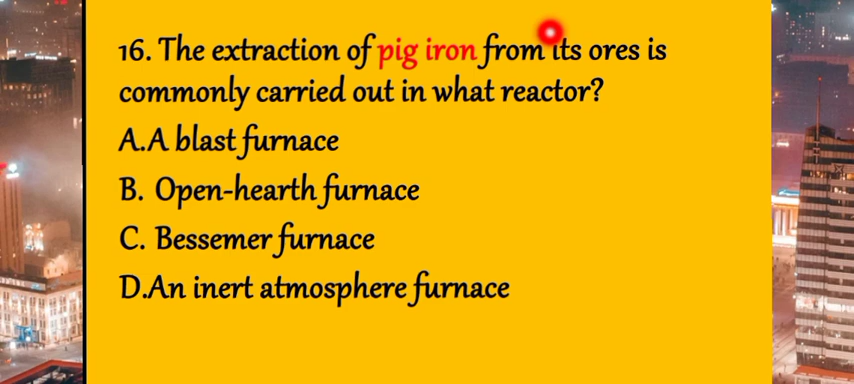 16. The extraction of pig iron from its ores is
commonly carried out in what reactor?
A.A blast furnace
B. Open-hearth furnace
C. Bessemer furnace
D.An inert atmosphere furnace